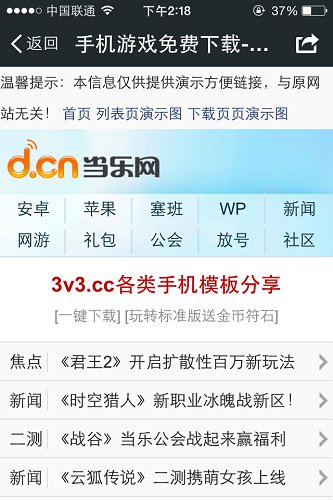 中国联通 下午2:18 37%
返回 手机游戏免费下载-...
温馨提示：本信息仅供提供演示方便链接，与原网
站无关！ 首页 列表页演示图 下载页页演示图
d.cn 当乐网
安卓 苹果 塞班 WP 新闻
网游 礼包 公会 放号 社区
3v3.cc各类手机模板分享
[一键下载] [玩转标准版送金币符石]
焦点 《君王2》开启扩散性百万新玩法
新闻 《时空猎人》新职业冰魄战新区！
二测 《战谷》当乐公会战起来赢福利
新闻 《云狐传说》二测携萌女孩上线